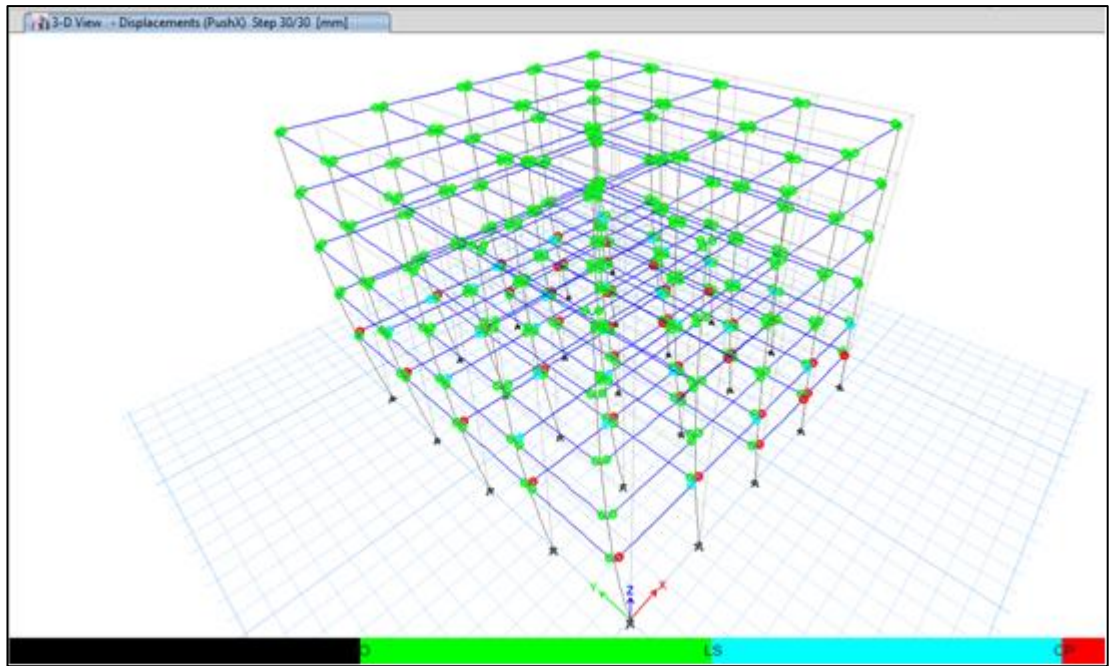 3-D View - Displacements (PushX) Step 30/30 [mm]
Z
Y X
IO LS CP